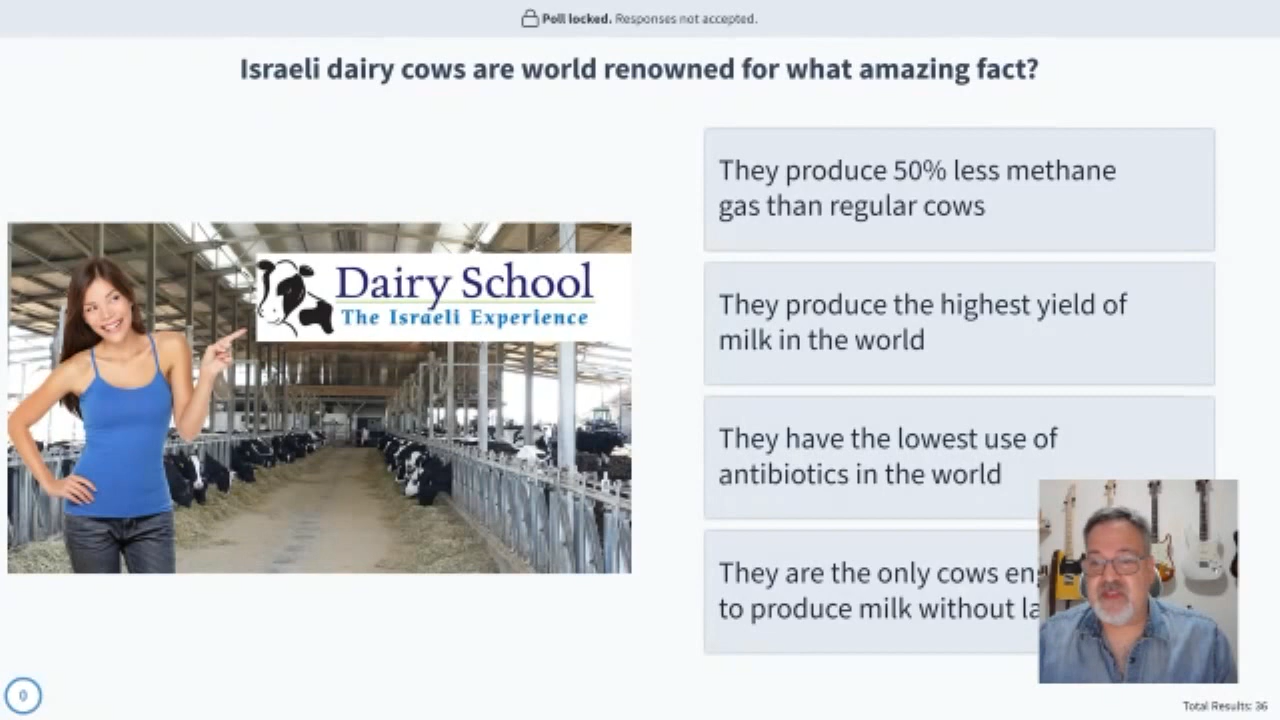 Poll locked. Responses not accepted.
Israeli dairy cows are world renowned for what amazing fact?
Dairy School
The Israeli Experience
They produce 50% less methane
gas than regular cows
They produce the highest yield of
milk in the world
They have the lowest use of
antibiotics in the world
They are the only cows
to produce milk without
0
Total Results: 36